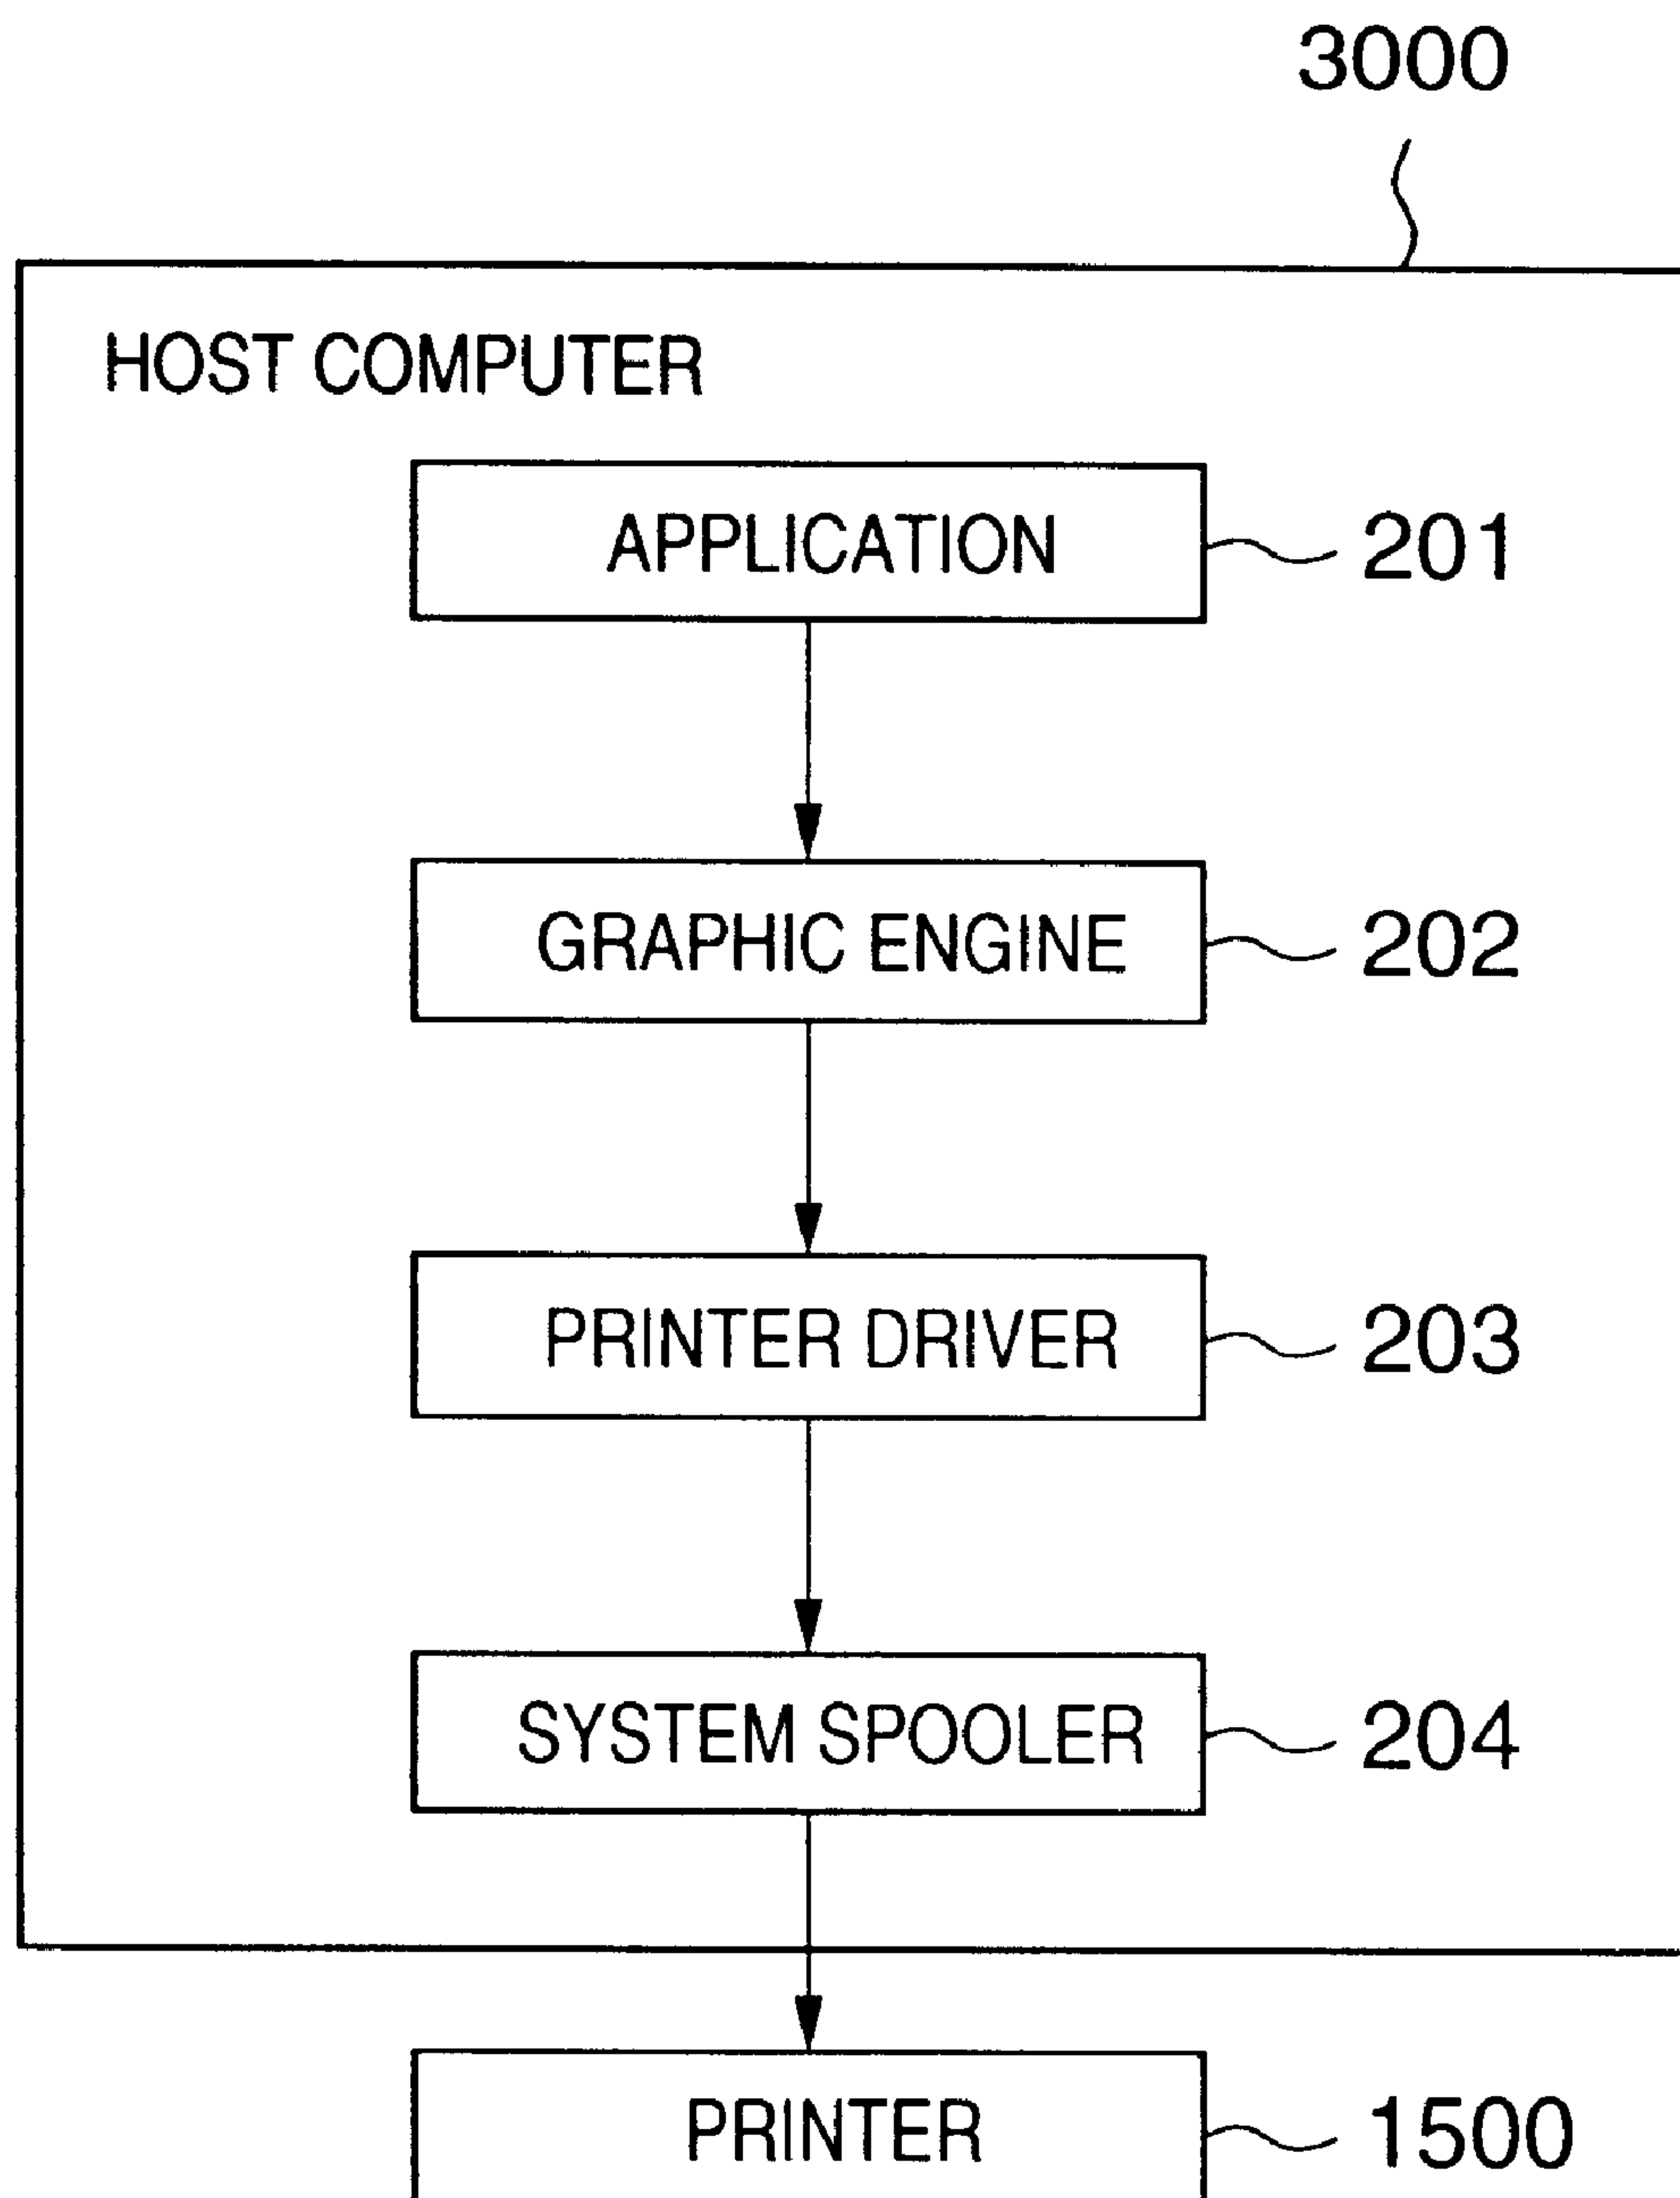 3000
HOST COMPUTER
APPLICATION 201
GRAPHIC ENGINE 202
PRINTER DRIVER 203
SYSTEM SPOOLER 204
PRINTER 1500